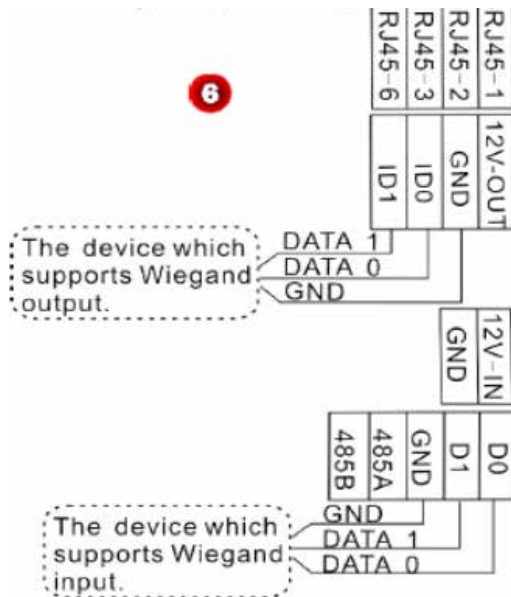 RJ45-6
RJ45-3
RJ45-2
RJ45-1
6
ID1
ID0
GND
12V-OUT
The device which
supports Wiegand
output.
DATA 1
DATA 0
GND
GND
12V-IN
485B
485A
GND
D1
D0
The device which
supports Wiegand
input.
GND
DATA 1
DATA 0